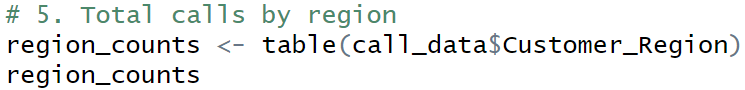 # 5. Total calls by region
region_counts <- table(call_data$Customer_Region)
region_counts